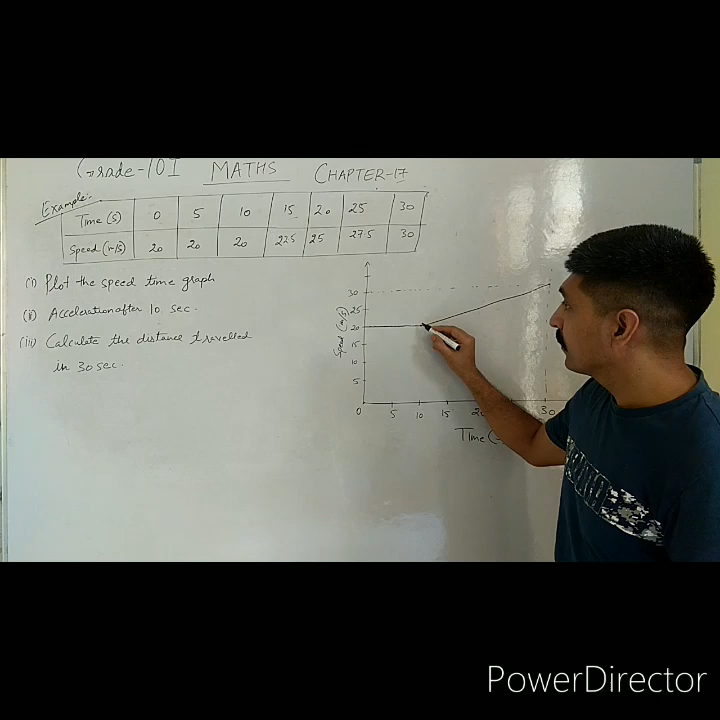 Grade-10I MATHS CHAPTER-17
Example:-
Time (S) 0 5 10 15 20 25 30
Speed (m/s) 20 20 20 22.5 25 27.5 30
(i) Plot the speed time graph
(ii) Acceleration after 10 sec.
(iii) Calculate the distance travelled
in 30 sec.
30
25
20
15
10
5
Speed (m/s)
0 5 10 15 20 30
Time (
PowerDirector